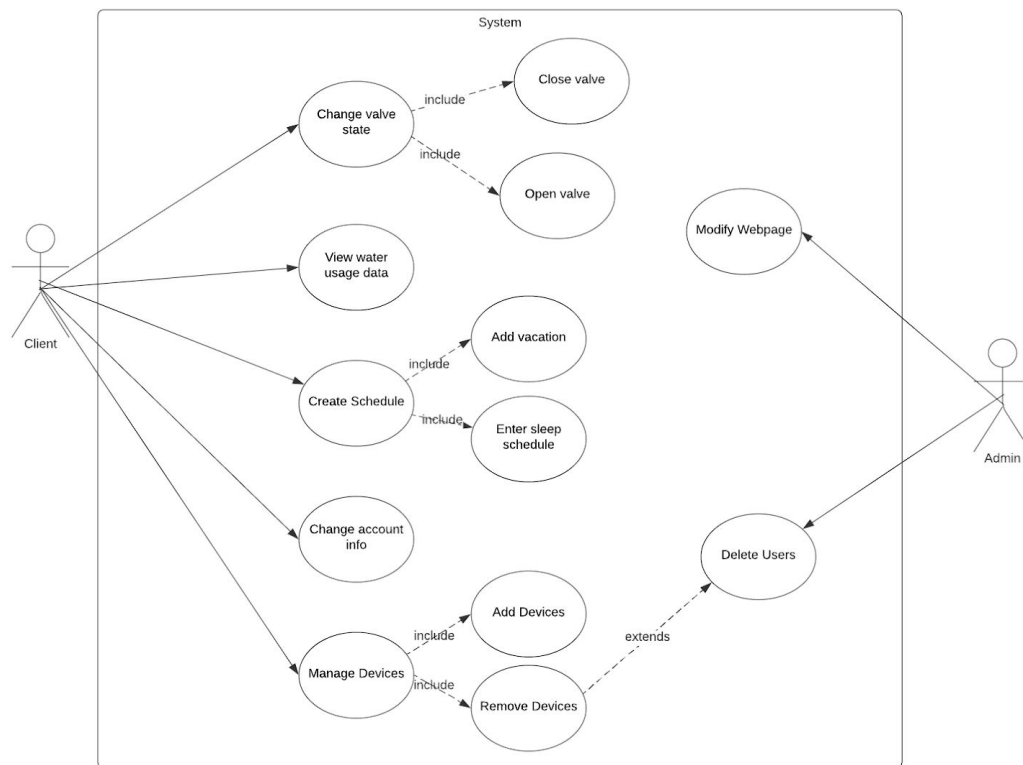 System
Close valve
include
Change valve
state
include
Open valve
Modify Webpage
View water
usage data
Client
Add vacation
include
Create Schedule
include
Enter sleep
schedule
Admin
Change account
info
Delete Users
Add Devices
include
extends
Manage Devices
include
Remove Devices